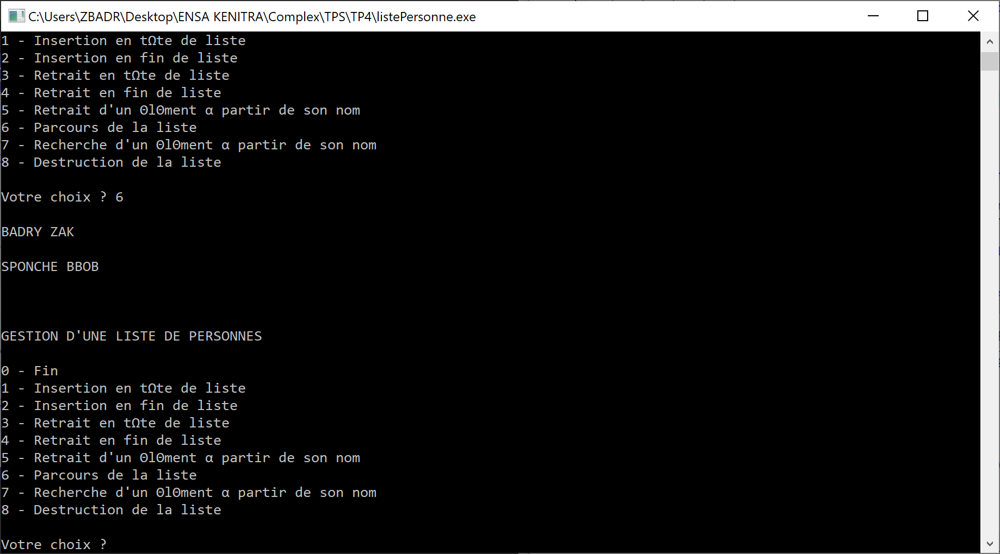 C:\Users\ZBADR\Desktop\ENSA KENITRA\Complex\TPS\TP4\listePersonne.exe
1 - Insertion en tΩte de liste
2 - Insertion en fin de liste
3 - Retrait en tΩte de liste
4 - Retrait en fin de liste
5 - Retrait d'un ΘlΘment α partir de son nom
6 - Parcours de la liste
7 - Recherche d'un ΘlΘment α partir de son nom
8 - Destruction de la liste
Votre choix ? 6
BADRY ZAK
SPONCHE BBOB
GESTION D'UNE LISTE DE PERSONNES
0 - Fin
1 - Insertion en tΩte de liste
2 - Insertion en fin de liste
3 - Retrait en tΩte de liste
4 - Retrait en fin de liste
5 - Retrait d'un ΘlΘment α partir de son nom
6 - Parcours de la liste
7 - Recherche d'un ΘlΘment α partir de son nom
8 - Destruction de la liste
Votre choix ?